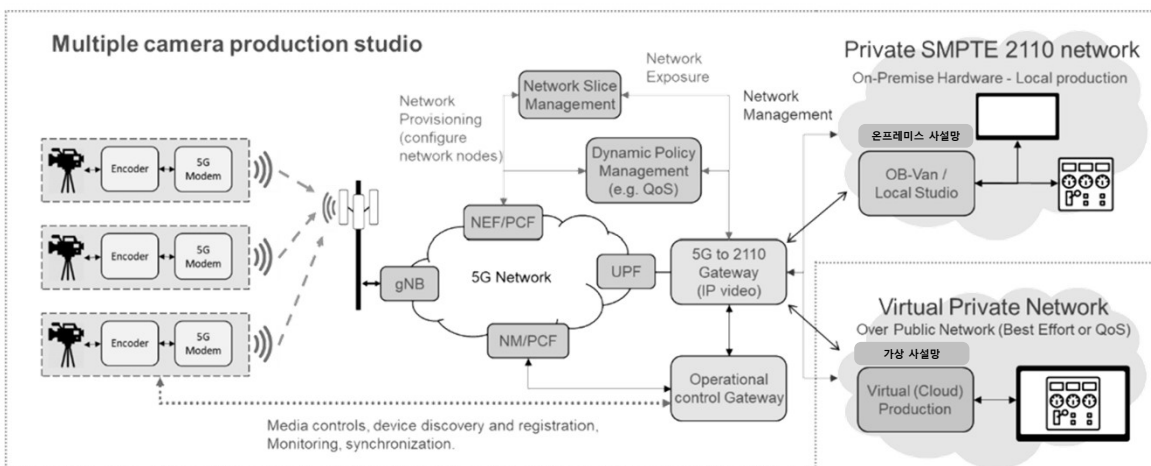 Multiple camera production studio
Encoder
5G
Modem
Encoder
5G
Modem
Encoder
5G
Modem
Network
Provisioning
(configure
network nodes)
Network Slice
Management
Network
Exposure
Dynamic Policy
Management
(e.g. QoS)
Network
Management
NEF/PCF
gNB
5G Network
UPF
NM/PCF
5G to 2110
Gateway
(IP video)
Operational
control Gateway
Media controls, device discovery and registration,
Monitoring, synchronization.
Private SMPTE 2110 network
On-Premise Hardware - Local production
온프레미스 사설망
OB-Van /
Local Studio
Virtual Private Network
Over Public Network (Best Effort or QoS)
가상 사설망
Virtual (Cloud)
Production